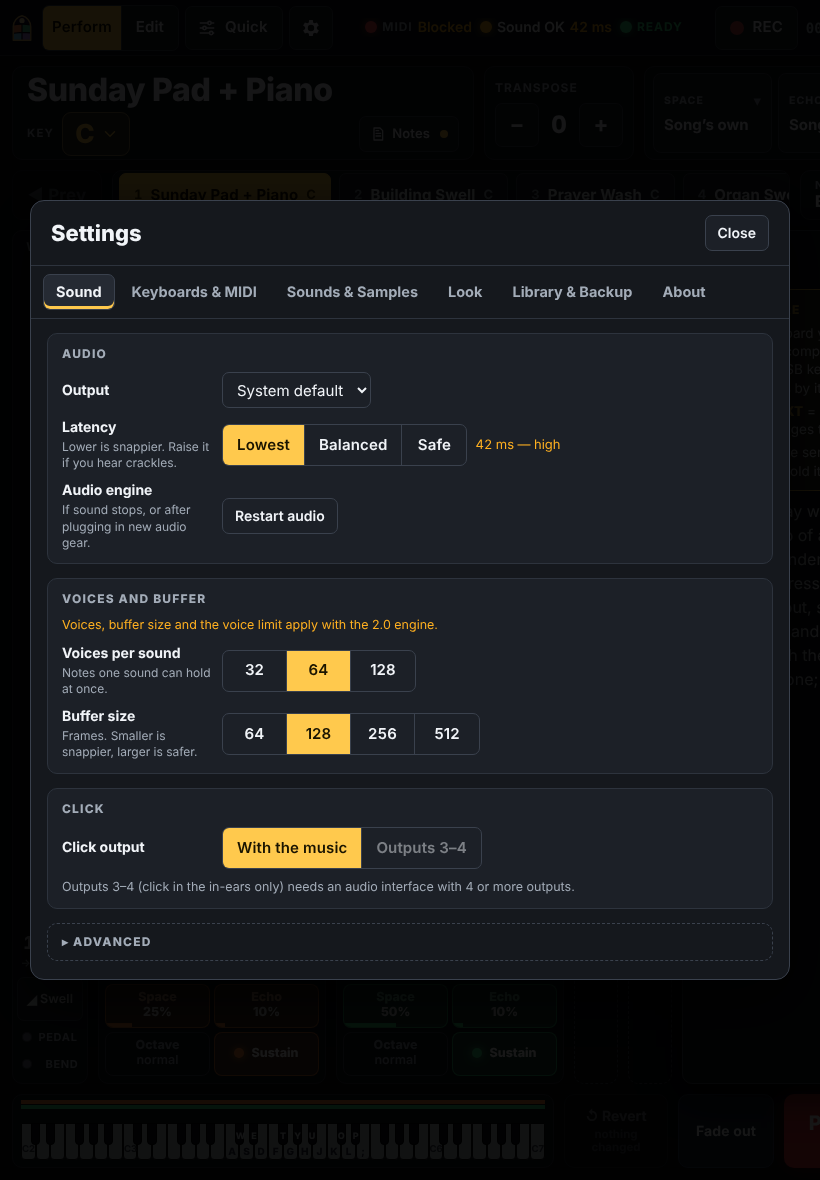 Perform
Edit
Quick
MIDI Blocked
Sound OK 42 ms
READY
REC
Sunday Pad + Piano
TRANSPOSE
SPACE
ECHO
Song's own
KEY
C
Notes
− 0 +
Prev
1 Sunday Pad + Piano C
2 Building Swell C
3 Prayer Wash C
4 Organ Swe
Settings
Close
Sound
Keyboards & MIDI
Sounds & Samples
Look
Library & Backup
About
AUDIO
Output
System default
Latency
Lower is snappier. Raise it
if you hear crackles.
Lowest
Balanced
Safe
42 ms — high
Audio engine
If sound stops, or after
plugging in new audio
gear.
Restart audio
VOICES AND BUFFER
Voices, buffer size and the voice limit apply with the 2.0 engine.
Voices per sound
Notes one sound can hold
at once.
32
64
128
Buffer size
Frames. Smaller is
snappier, larger is safer.
64
128
256
512
CLICK
Click output
With the music
Outputs 3–4
Outputs 3–4 (click in the in-ears only) needs an audio interface with 4 or more outputs.
▸ ADVANCED
Swell
PEDAL
BEND
Space
25%
Echo
10%
Octave
normal
Sustain
Space
50%
Echo
10%
Octave
normal
Sustain
Revert
nothing
changed
Fade out